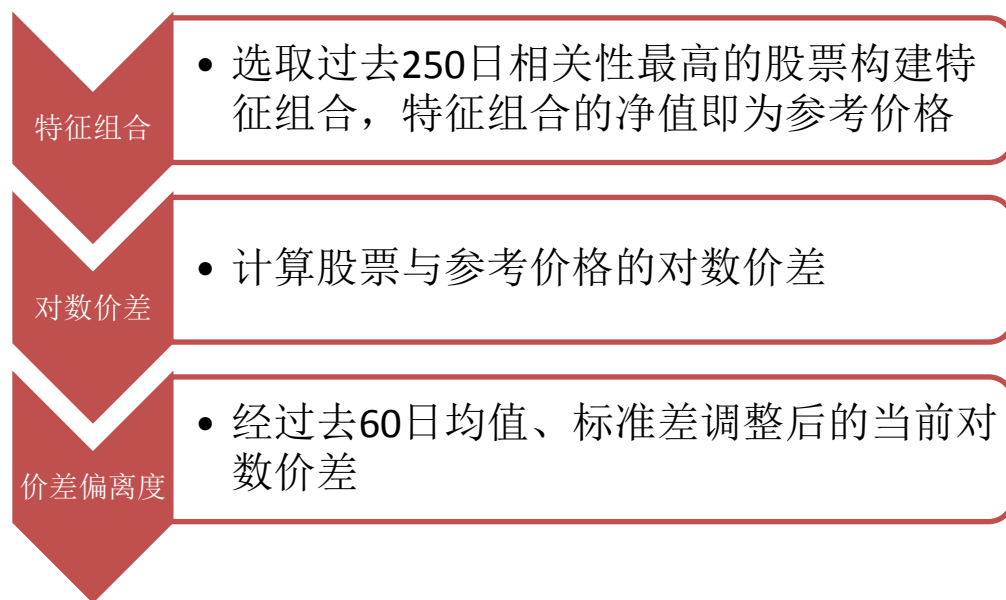 特征组合
• 选取过去250日相关性最高的股票构建特
征组合，特征组合的净值即为参考价格
对数价差
• 计算股票与参考价格的对数价差
价差偏离度
• 经过去60日均值、标准差调整后的当前对
数价差